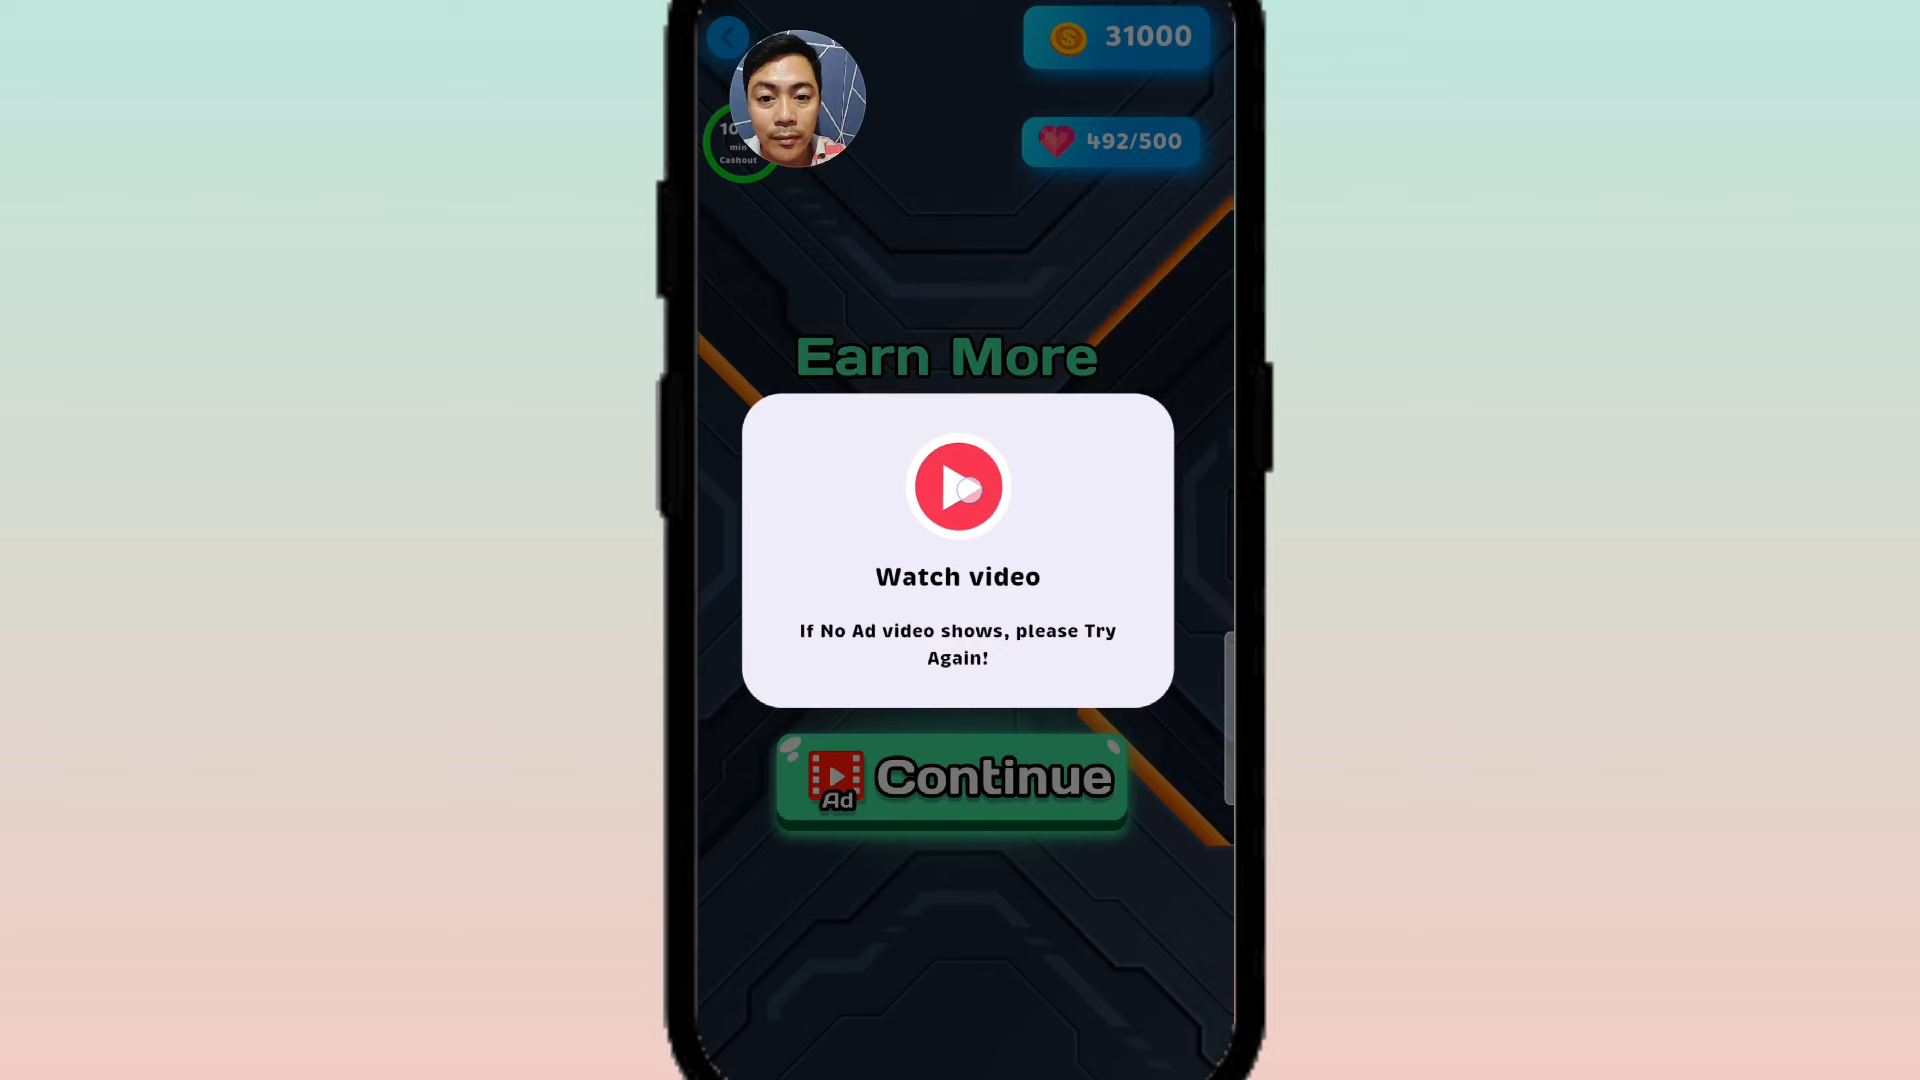 31000
492/500
min
Cashout
Earn More
Watch video
If No Ad video shows, please Try
Again!
Ad
Continue